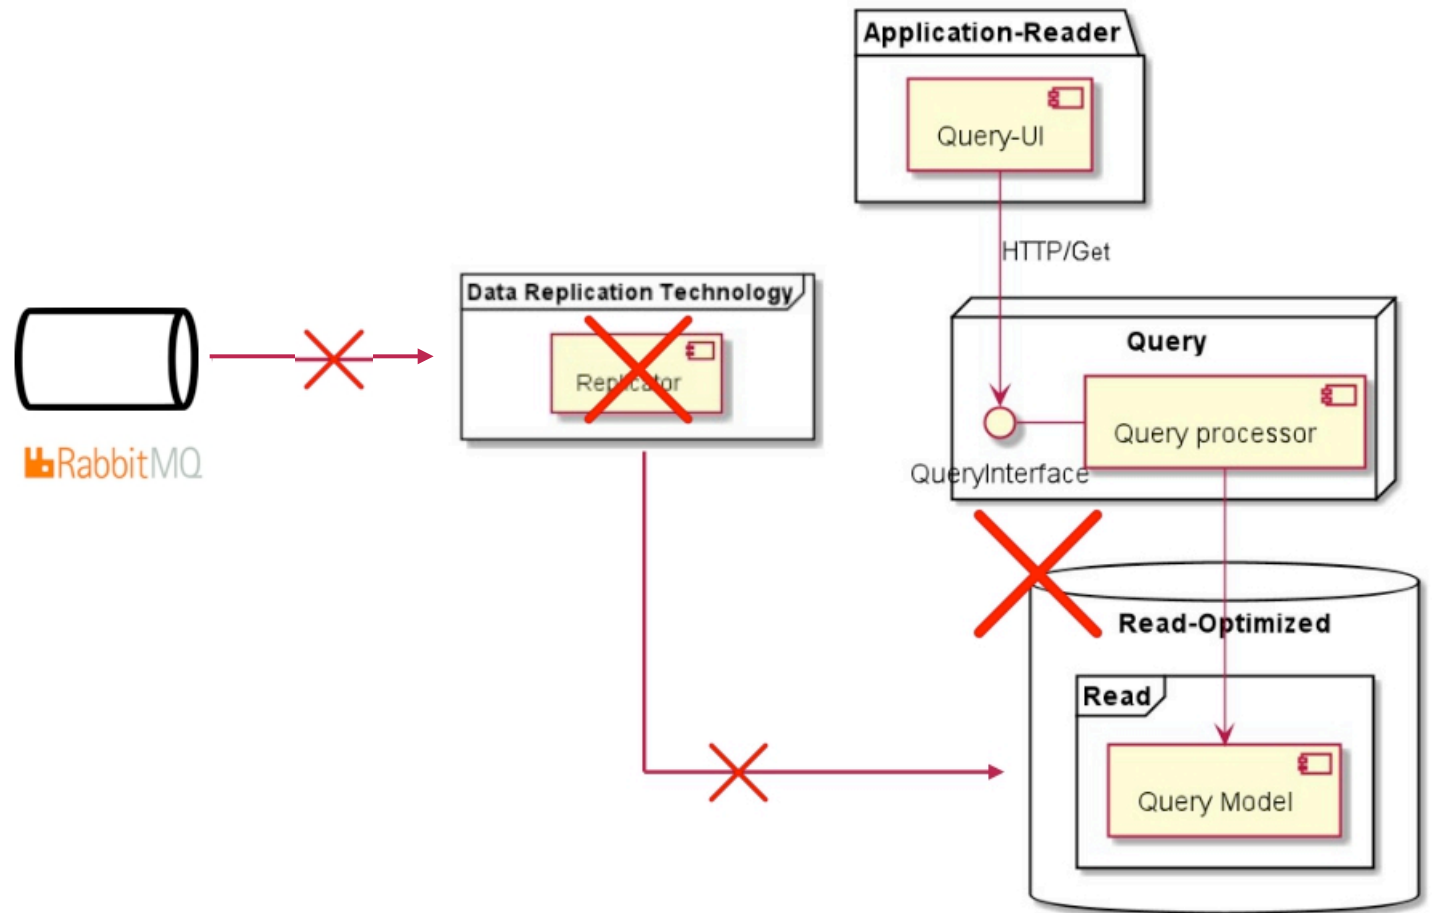 Application-Reader
Query-UI
HTTP/Get
Data Replication Technology
Replicator
RabbitMQ
Query
Query processor
QueryInterface
Read-Optimized
Read
Query Model